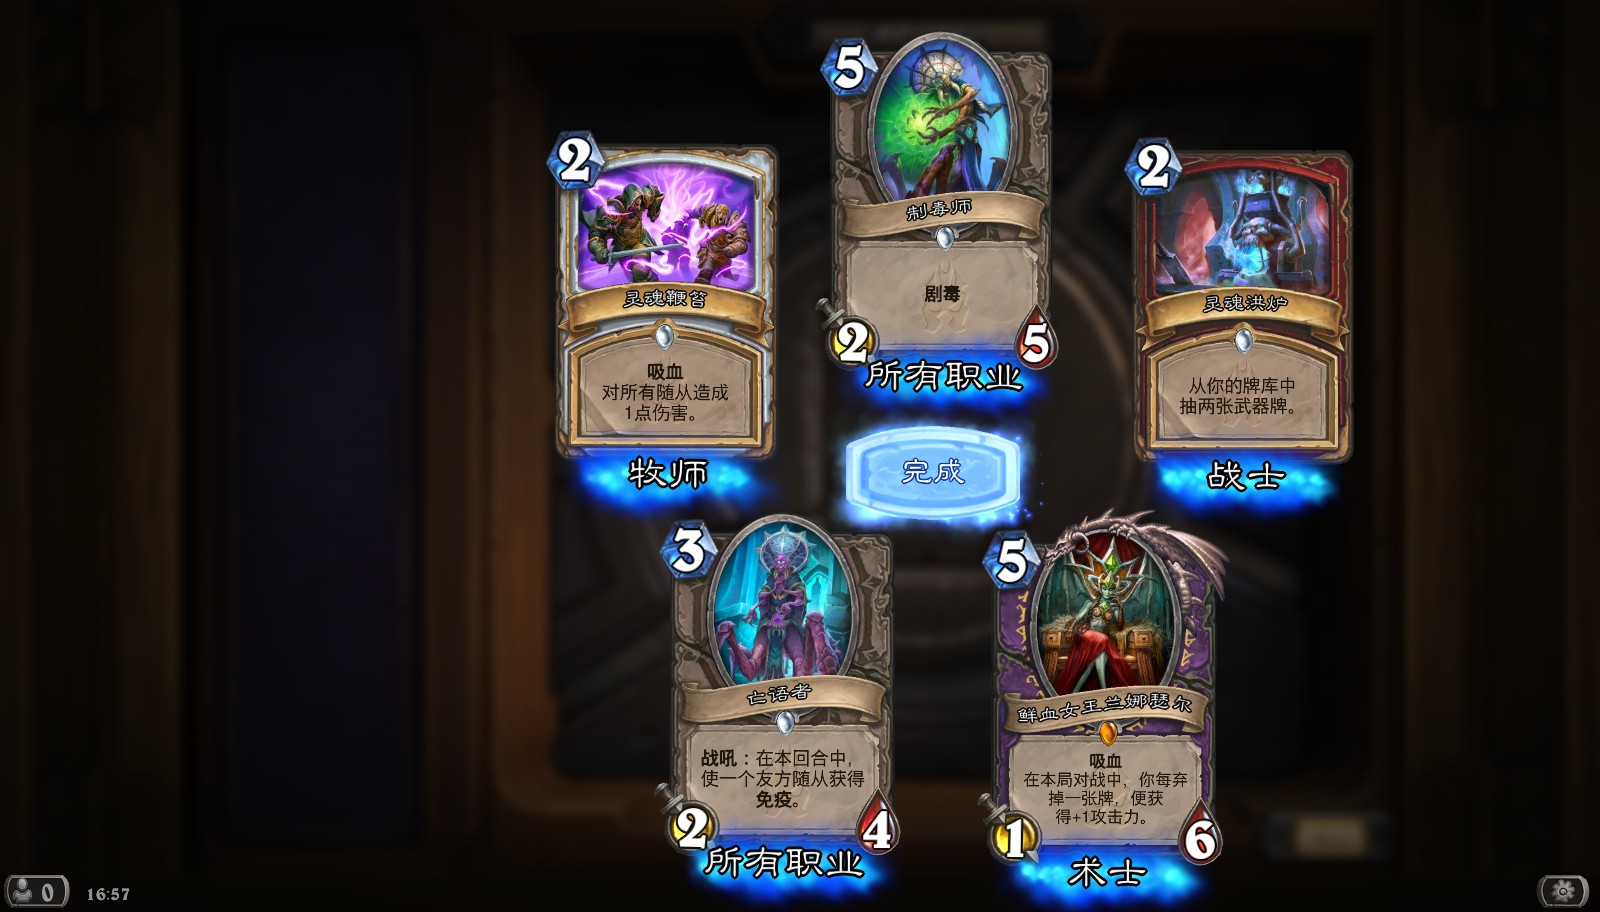 5
制毒师
剧毒
2
5
所有职业
2
灵魂鞭笞
吸血
对所有随从造成
1点伤害。
牧师
2
灵魂洪炉
从你的牌库中
抽两张武器牌。
战士
完成
3
亡语者
战吼：在本回合中，
使一个友方随从获得
免疫。
2
4
所有职业
5
鲜血女王兰娜瑟尔
吸血
在本局对战中，你每弃
掉一张牌，便获
得+1攻击力。
1
6
术士
0
16:57